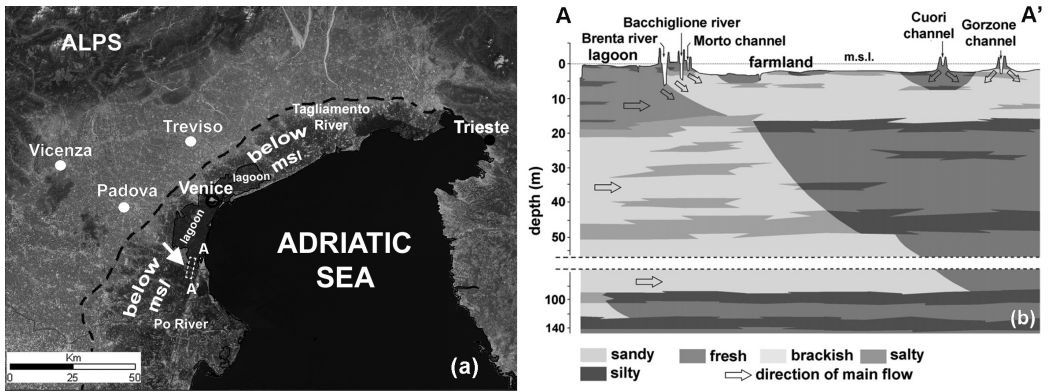 ALPS
Tagliamento
River
Treviso
Trieste
Vicenza
below
msl
lagoon
Padova
Venice
lagoon
ADRIATIC
SEA
A
A'
below
msl
Po River
Km
0 25 50
(a)
A A'
Bacchiglione river
Brenta river
Morto channel
lagoon
farmland
m.s.l.
Cuori
channel
Gorzone
channel
depth (m)
0
10
20
30
40
50
100
140
(b)
sandy fresh brackish salty
silty direction of main flow